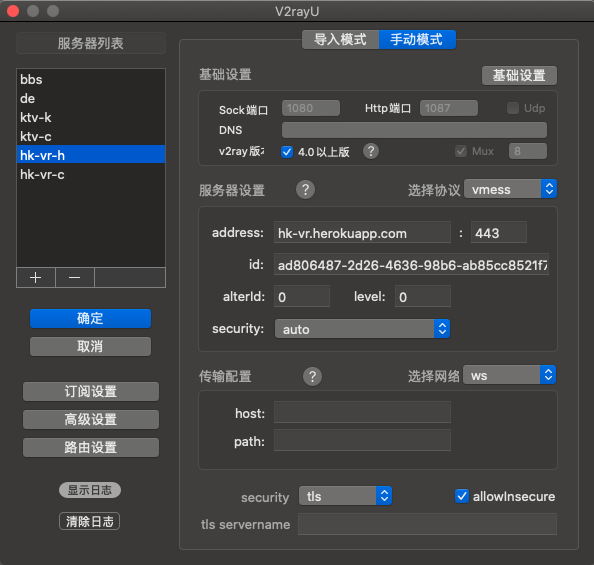 V2rayU
服务器列表
bbs
de
ktv-k
ktv-c
hk-vr-h
hk-vr-c
确定
取消
订阅设置
高级设置
路由设置
显示日志
清除日志
导入模式 手动模式
基础设置 基础设置
Sock端口 1080 Http端口 1087 Udp
DNS
v2ray版本 4.0以上版 ? Mux 8
服务器设置 ? 选择协议 vmess
address: hk-vr.herokuapp.com : 443
id: ad806487-2d26-4636-98b6-ab85cc8521f7
alterId: 0 level: 0
security: auto
传输配置 ? 选择网络 ws
host:
path:
security tls allowInsecure
tls servername